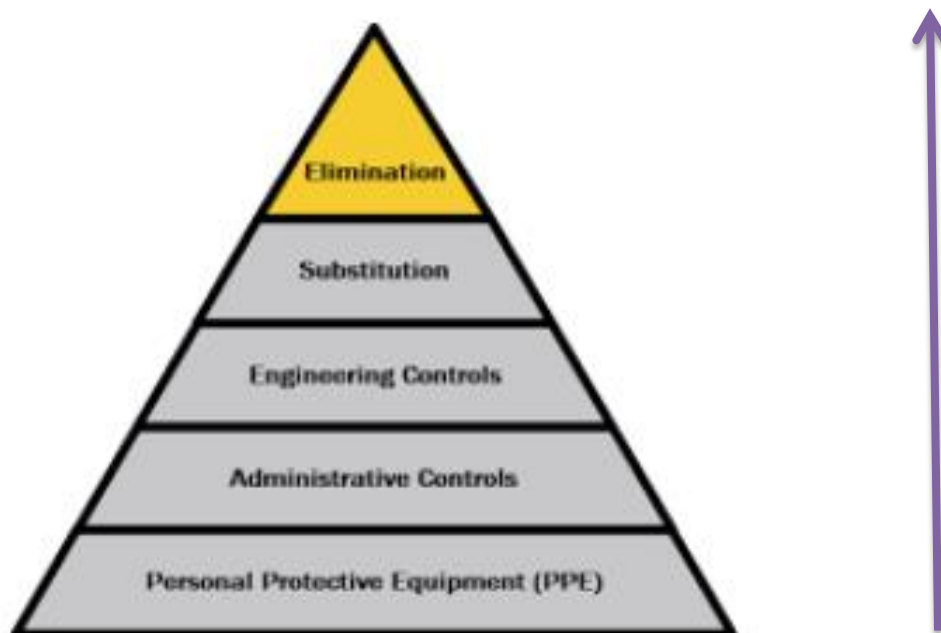 Elimination
Substitution
Engineering Controls
Administrative Controls
Personal Protective Equipment (PPE)